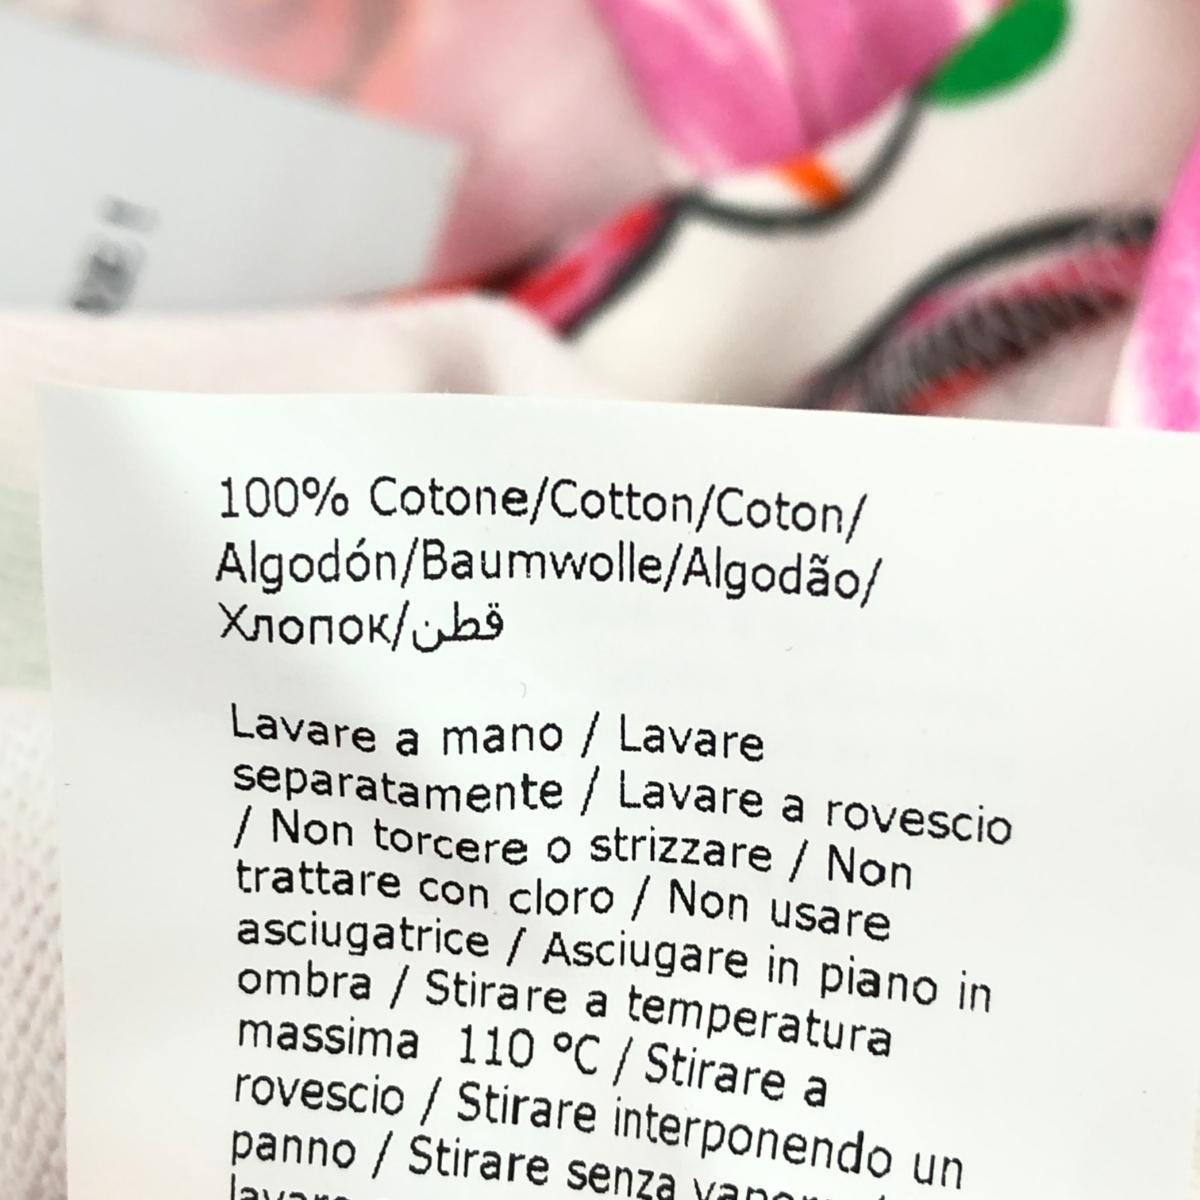 100% Cotone/Cotton/Coton/
Algodón/Baumwolle/Algodão/
Хлопок/قطن
Lavare a mano / Lavare
separatamente / Lavare a rovescio
/ Non torcere o strizzare / Non
trattare con cloro / Non usare
asciugatrice / Asciugare in piano in
ombra / Stirare a temperatura
massima 110 °C / Stirare a
rovescio / Stirare interponendo un
panno / Stirare senza